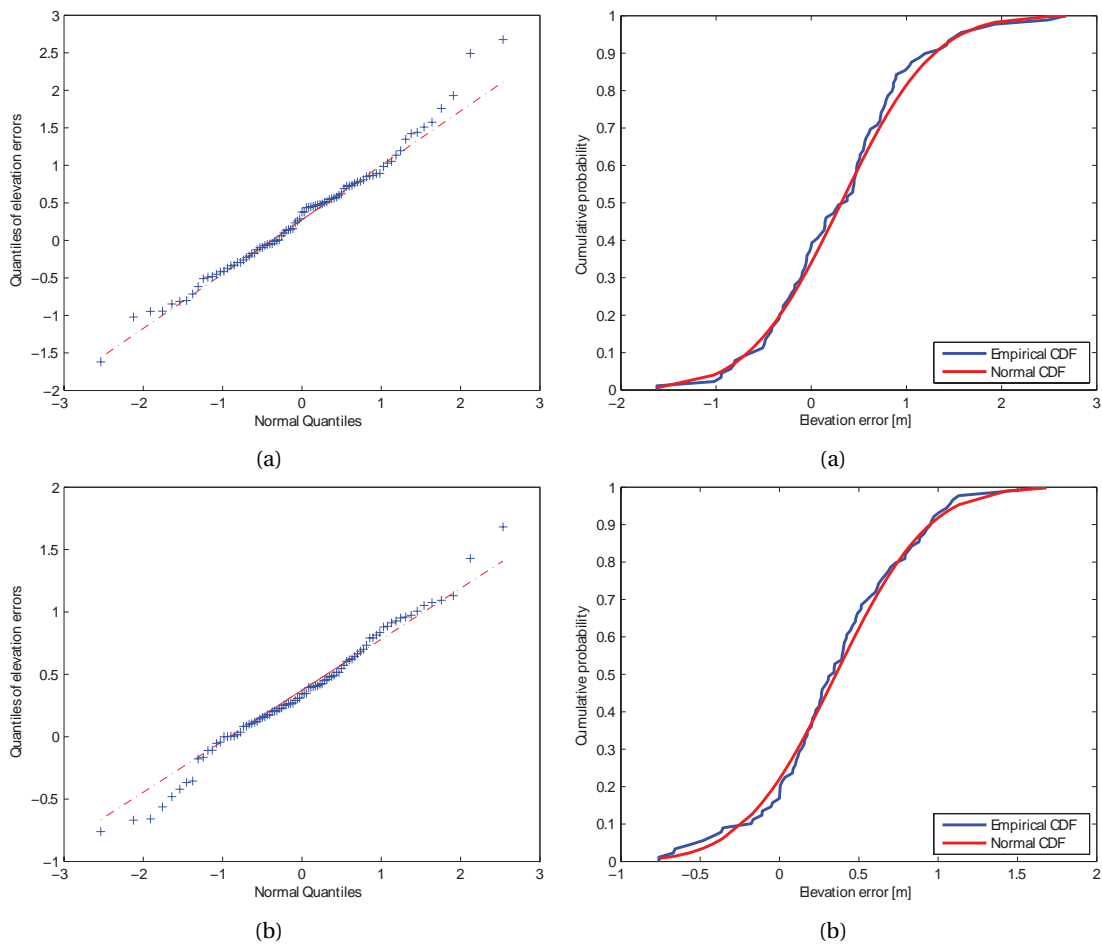 3
2.5
2
1.5
1
0.5
0
−0.5
−1
−1.5
−2
Quantiles of elevation errors
−3 −2 −1 0 1 2 3
Normal Quantiles
(a)
1
0.9
0.8
0.7
0.6
0.5
0.4
0.3
0.2
0.1
0
Cumulative probability
Empirical CDF
Normal CDF
−2 −1 0 1 2 3
Elevation error [m]
(a)
2
1.5
1
0.5
0
−0.5
−1
Quantiles of elevation errors
−3 −2 −1 0 1 2 3
Normal Quantiles
(b)
1
0.9
0.8
0.7
0.6
0.5
0.4
0.3
0.2
0.1
0
Cumulative probability
Empirical CDF
Normal CDF
−1 −0.5 0 0.5 1 1.5 2
Elevation error [m]
(b)